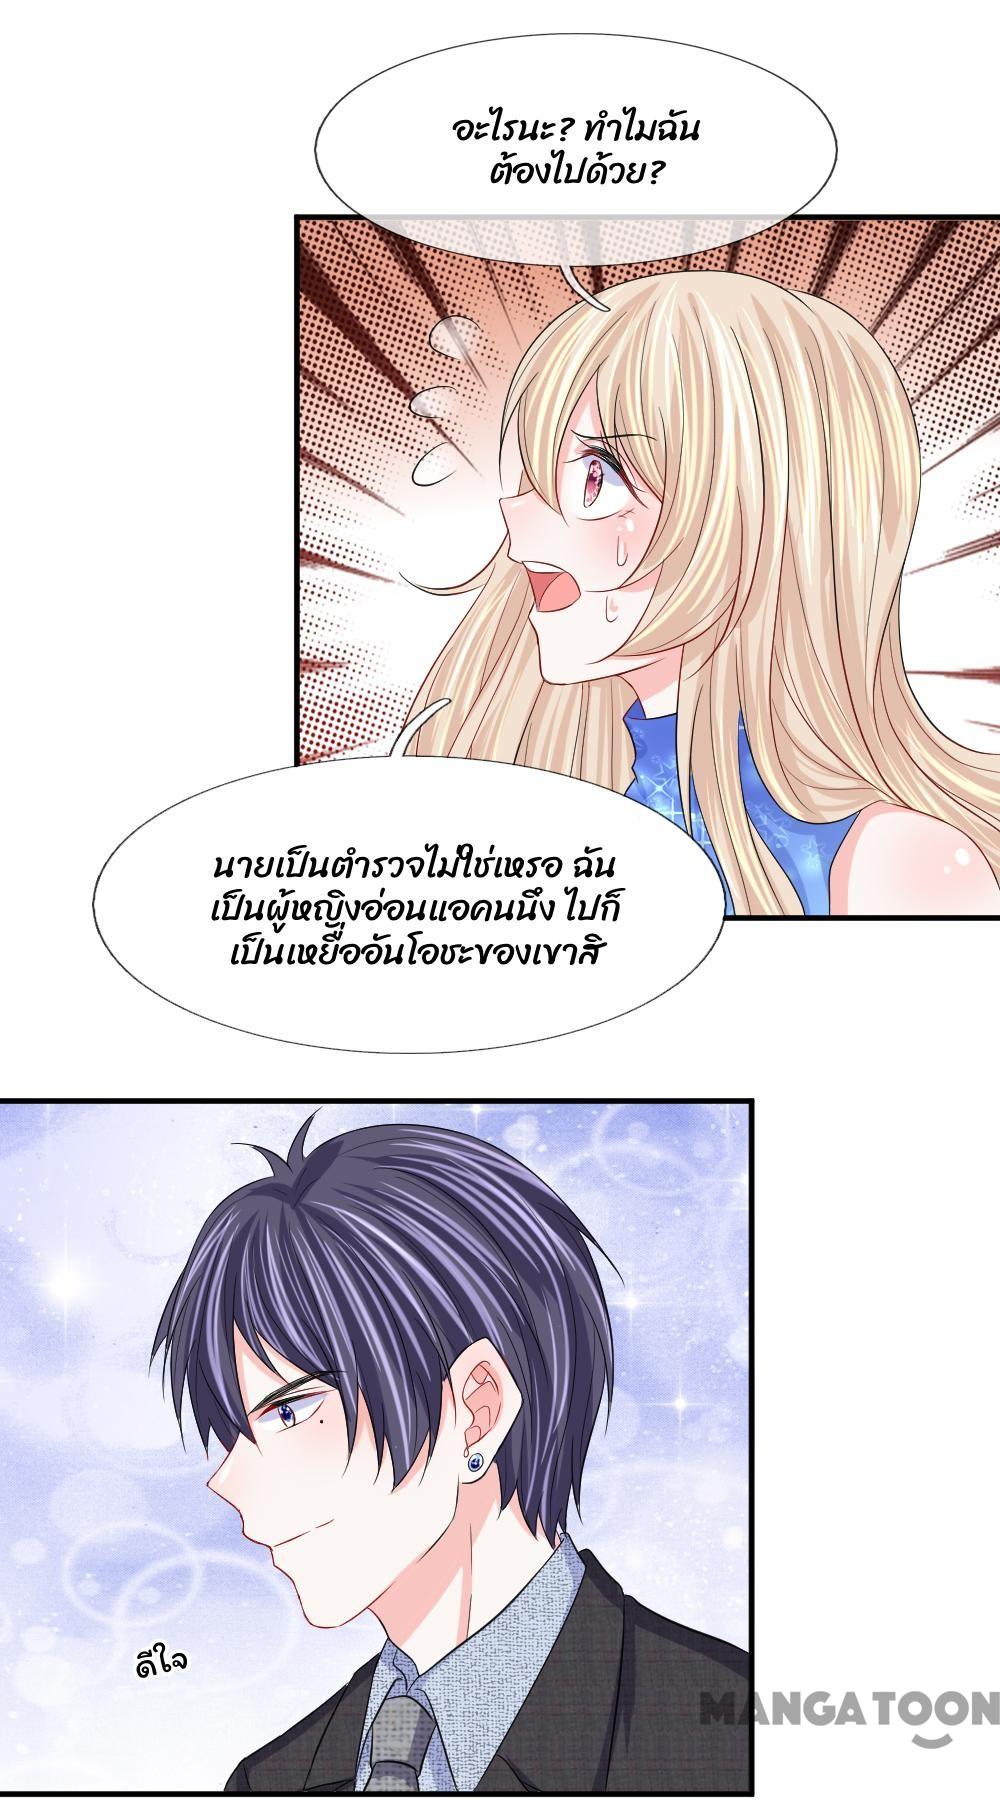 อะไรนะ? ทำไมฉัน
ต้องไปด้วย?
นายเป็นตำรวจไม่ใช่เหรอ ฉัน
เป็นผู้หญิงอ่อนแอคนนึง ไปก็
เป็นเหยื่ออันโอชะของเขาสิ
ดีใจ
MANGATOON